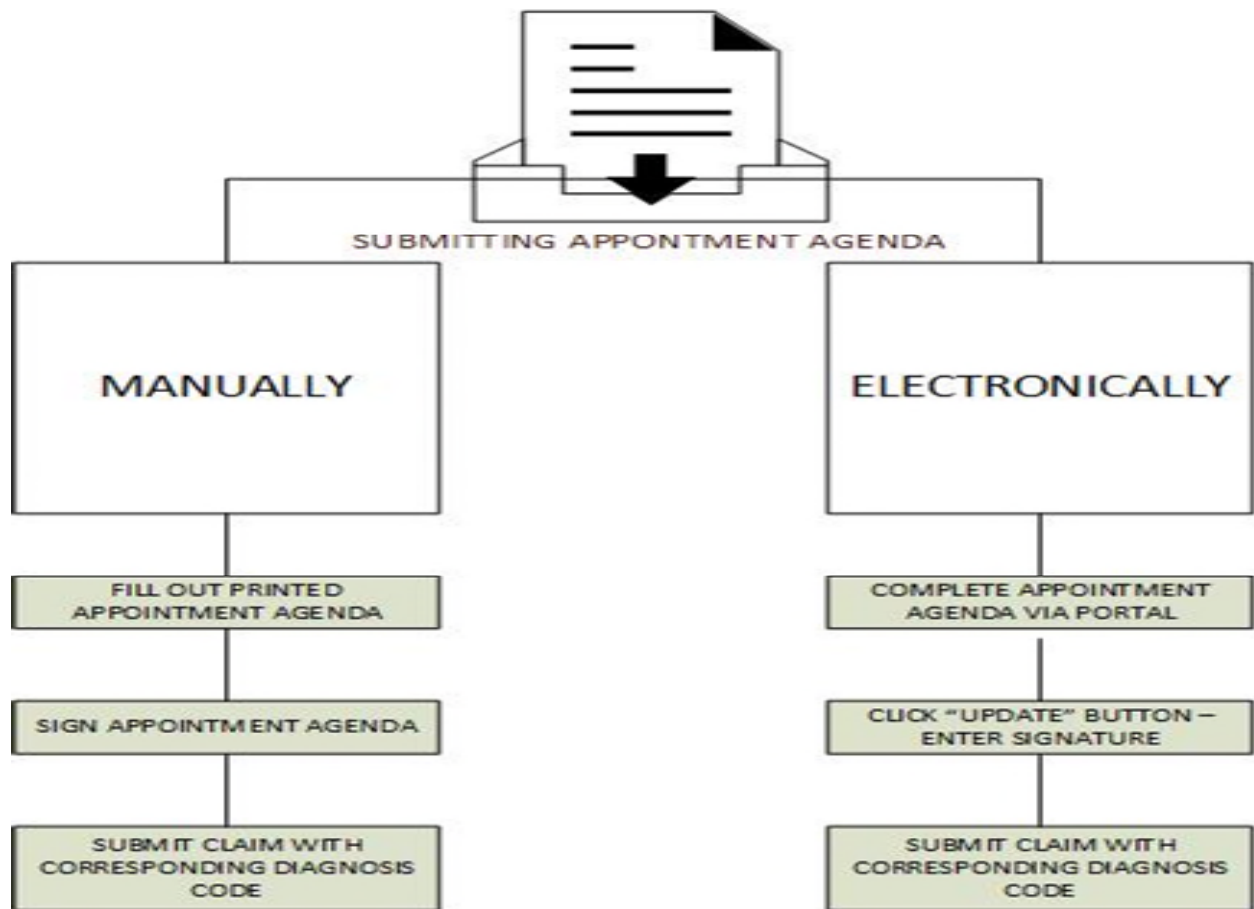 SUBMITTING APPONTMENT AGENDA
MANUALLY
FILL OUT PRINTED
APPOINTMENT AGENDA
SIGN APPOINTMENT AGENDA
SUBMIT CLAIM WITH
CORRESPONDING DIAGNOSIS
CODE
ELECTRONICALLY
COMPLETE APPOINTMENT
AGENDA VIA PORTAL
CLICK “UPDATE” BUTTON –
ENTER SIGNATURE
SUBMIT CLAIM WITH
CORRESPONDING DIAGNOSIS
CODE